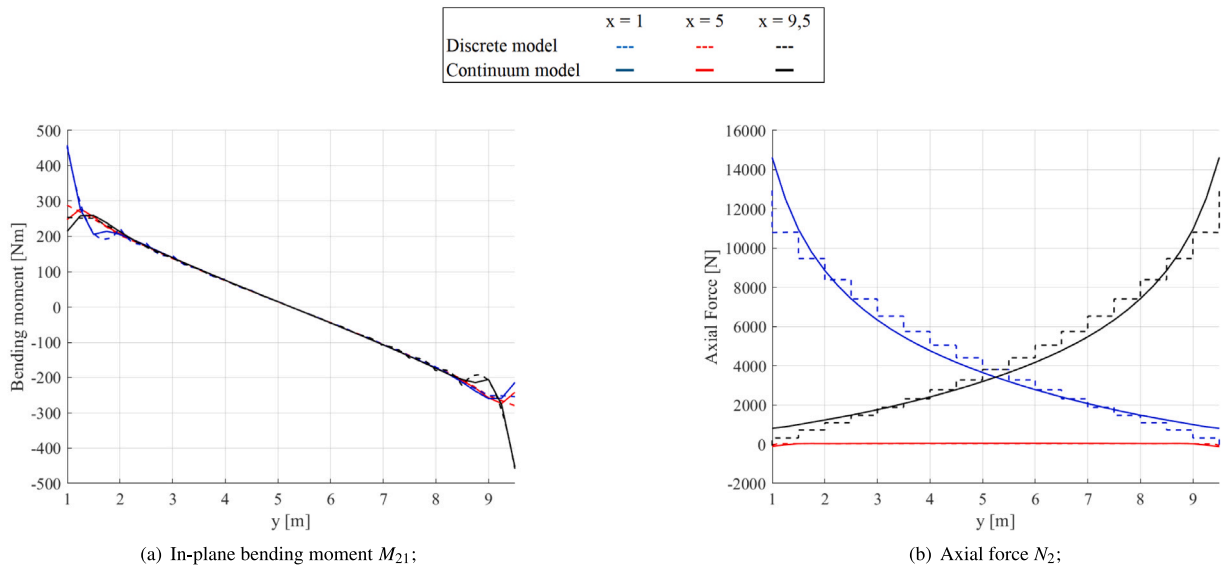 x = 1 x = 5 x = 9,5
Discrete model
Continuum model
500
400
300
200
100
0
-100
-200
-300
-400
-500
Bending moment [Nm]
1 2 3 4 5 6 7 8 9
y [m]
(a) In-plane bending moment M21;
16000
14000
12000
10000
8000
6000
4000
2000
0
-2000
Axial Force [N]
1 2 3 4 5 6 7 8 9
y [m]
(b) Axial force N2;